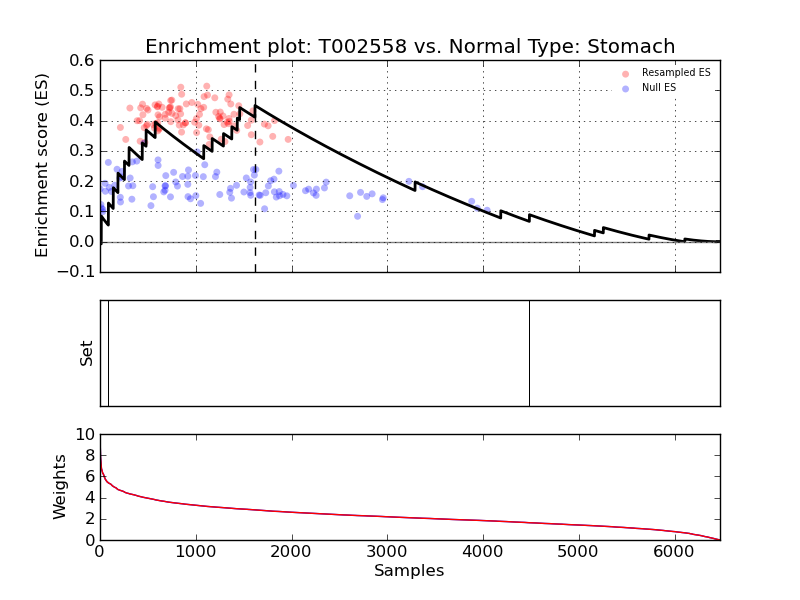 Enrichment plot: T002558 vs. Normal Type: Stomach
0.6
0.5
0.4
0.3
0.2
0.1
0.0
−0.1
Enrichment score (ES)
Resampled ES
Null ES
Set
10
8
6
4
2
0
Weights
0 1000 2000 3000 4000 5000 6000
Samples